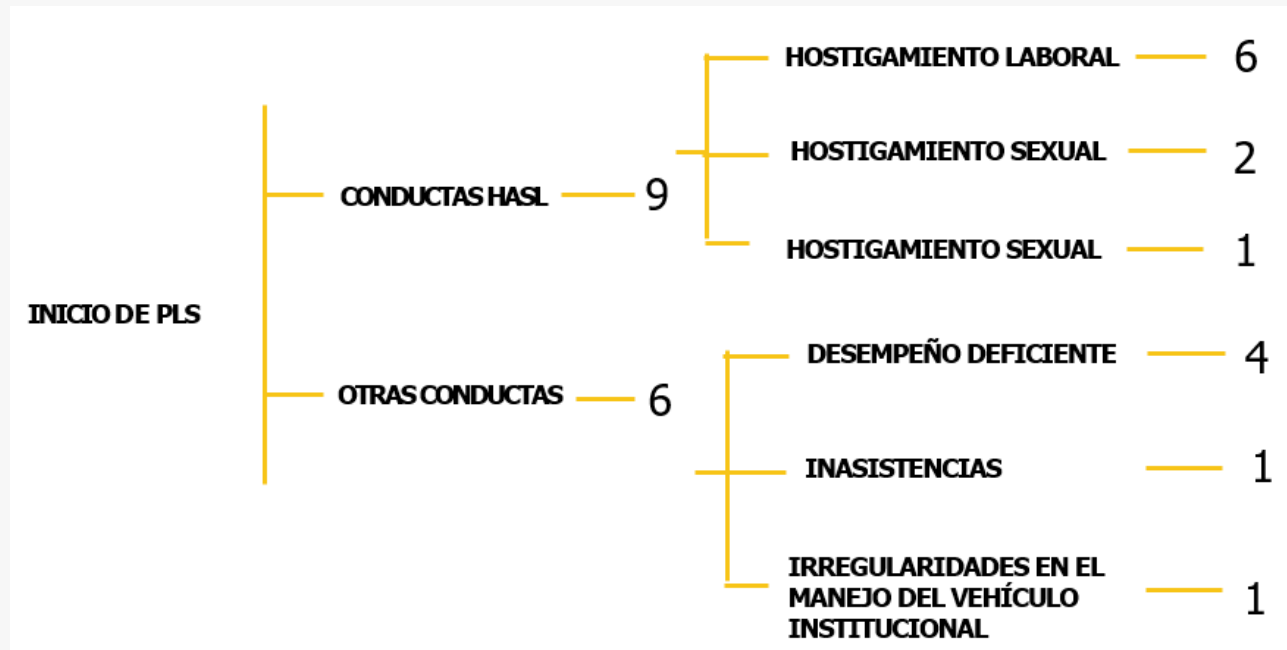 INICIO DE PLS
CONDUCTAS HASL 9
HOSTIGAMIENTO LABORAL 6
HOSTIGAMIENTO SEXUAL 2
HOSTIGAMIENTO SEXUAL 1
OTRAS CONDUCTAS 6
DESEMPEÑO DEFICIENTE 4
INASISTENCIAS 1
IRREGULARIDADES EN EL
MANEJO DEL VEHÍCULO 1
INSTITUCIONAL